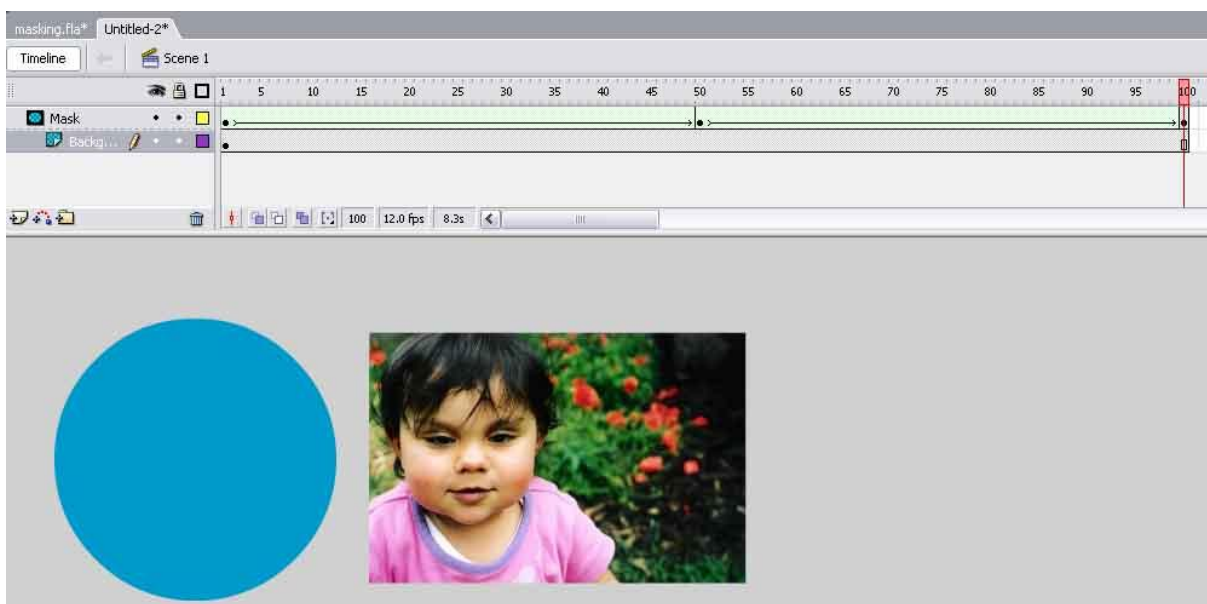 masking.fla* Untitled-2*
Timeline Scene 1
1 5 10 15 20 25 30 35 40 45 50 55 60 65 70 75 80 85 90 95 100
Mask
Backg...
100 12.0 fps 8.3s